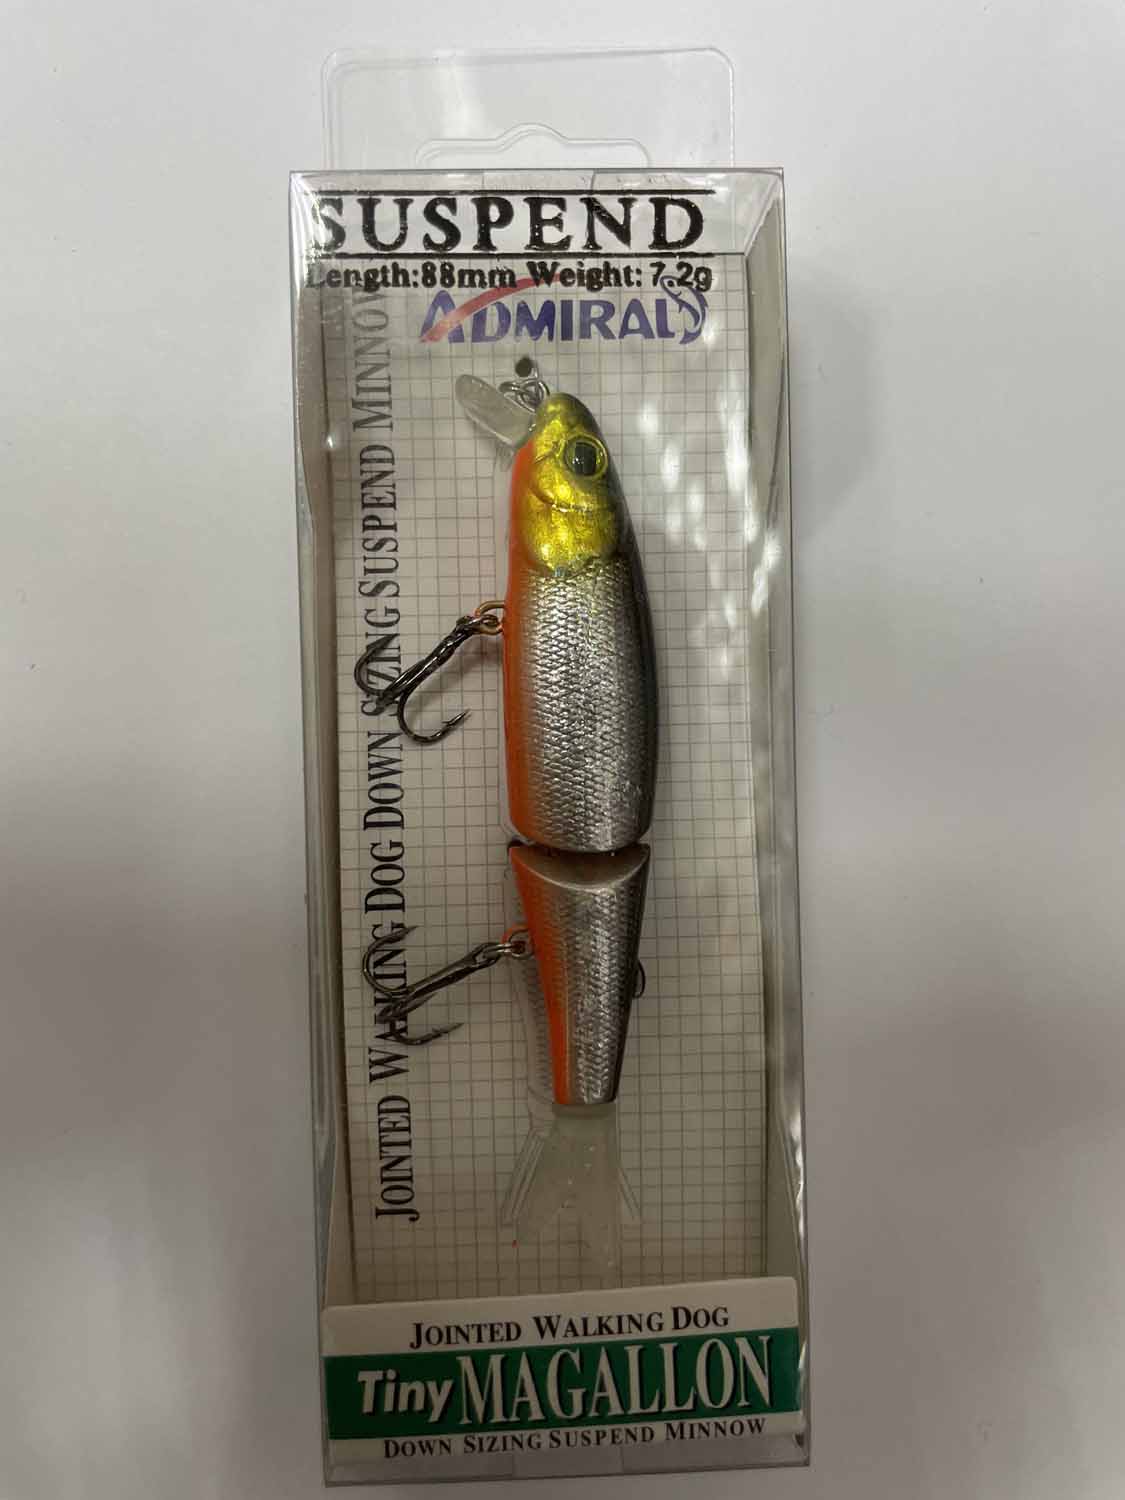 SUSPEND
Length:88mm Weight: 7.2g
ADMIRAL
JOINTED WALKING DOG DOWN SIZING SUSPEND MINNOW
JOINTED WALKING DOG
Tiny MAGALLON
DOWN SIZING SUSPEND MINNOW